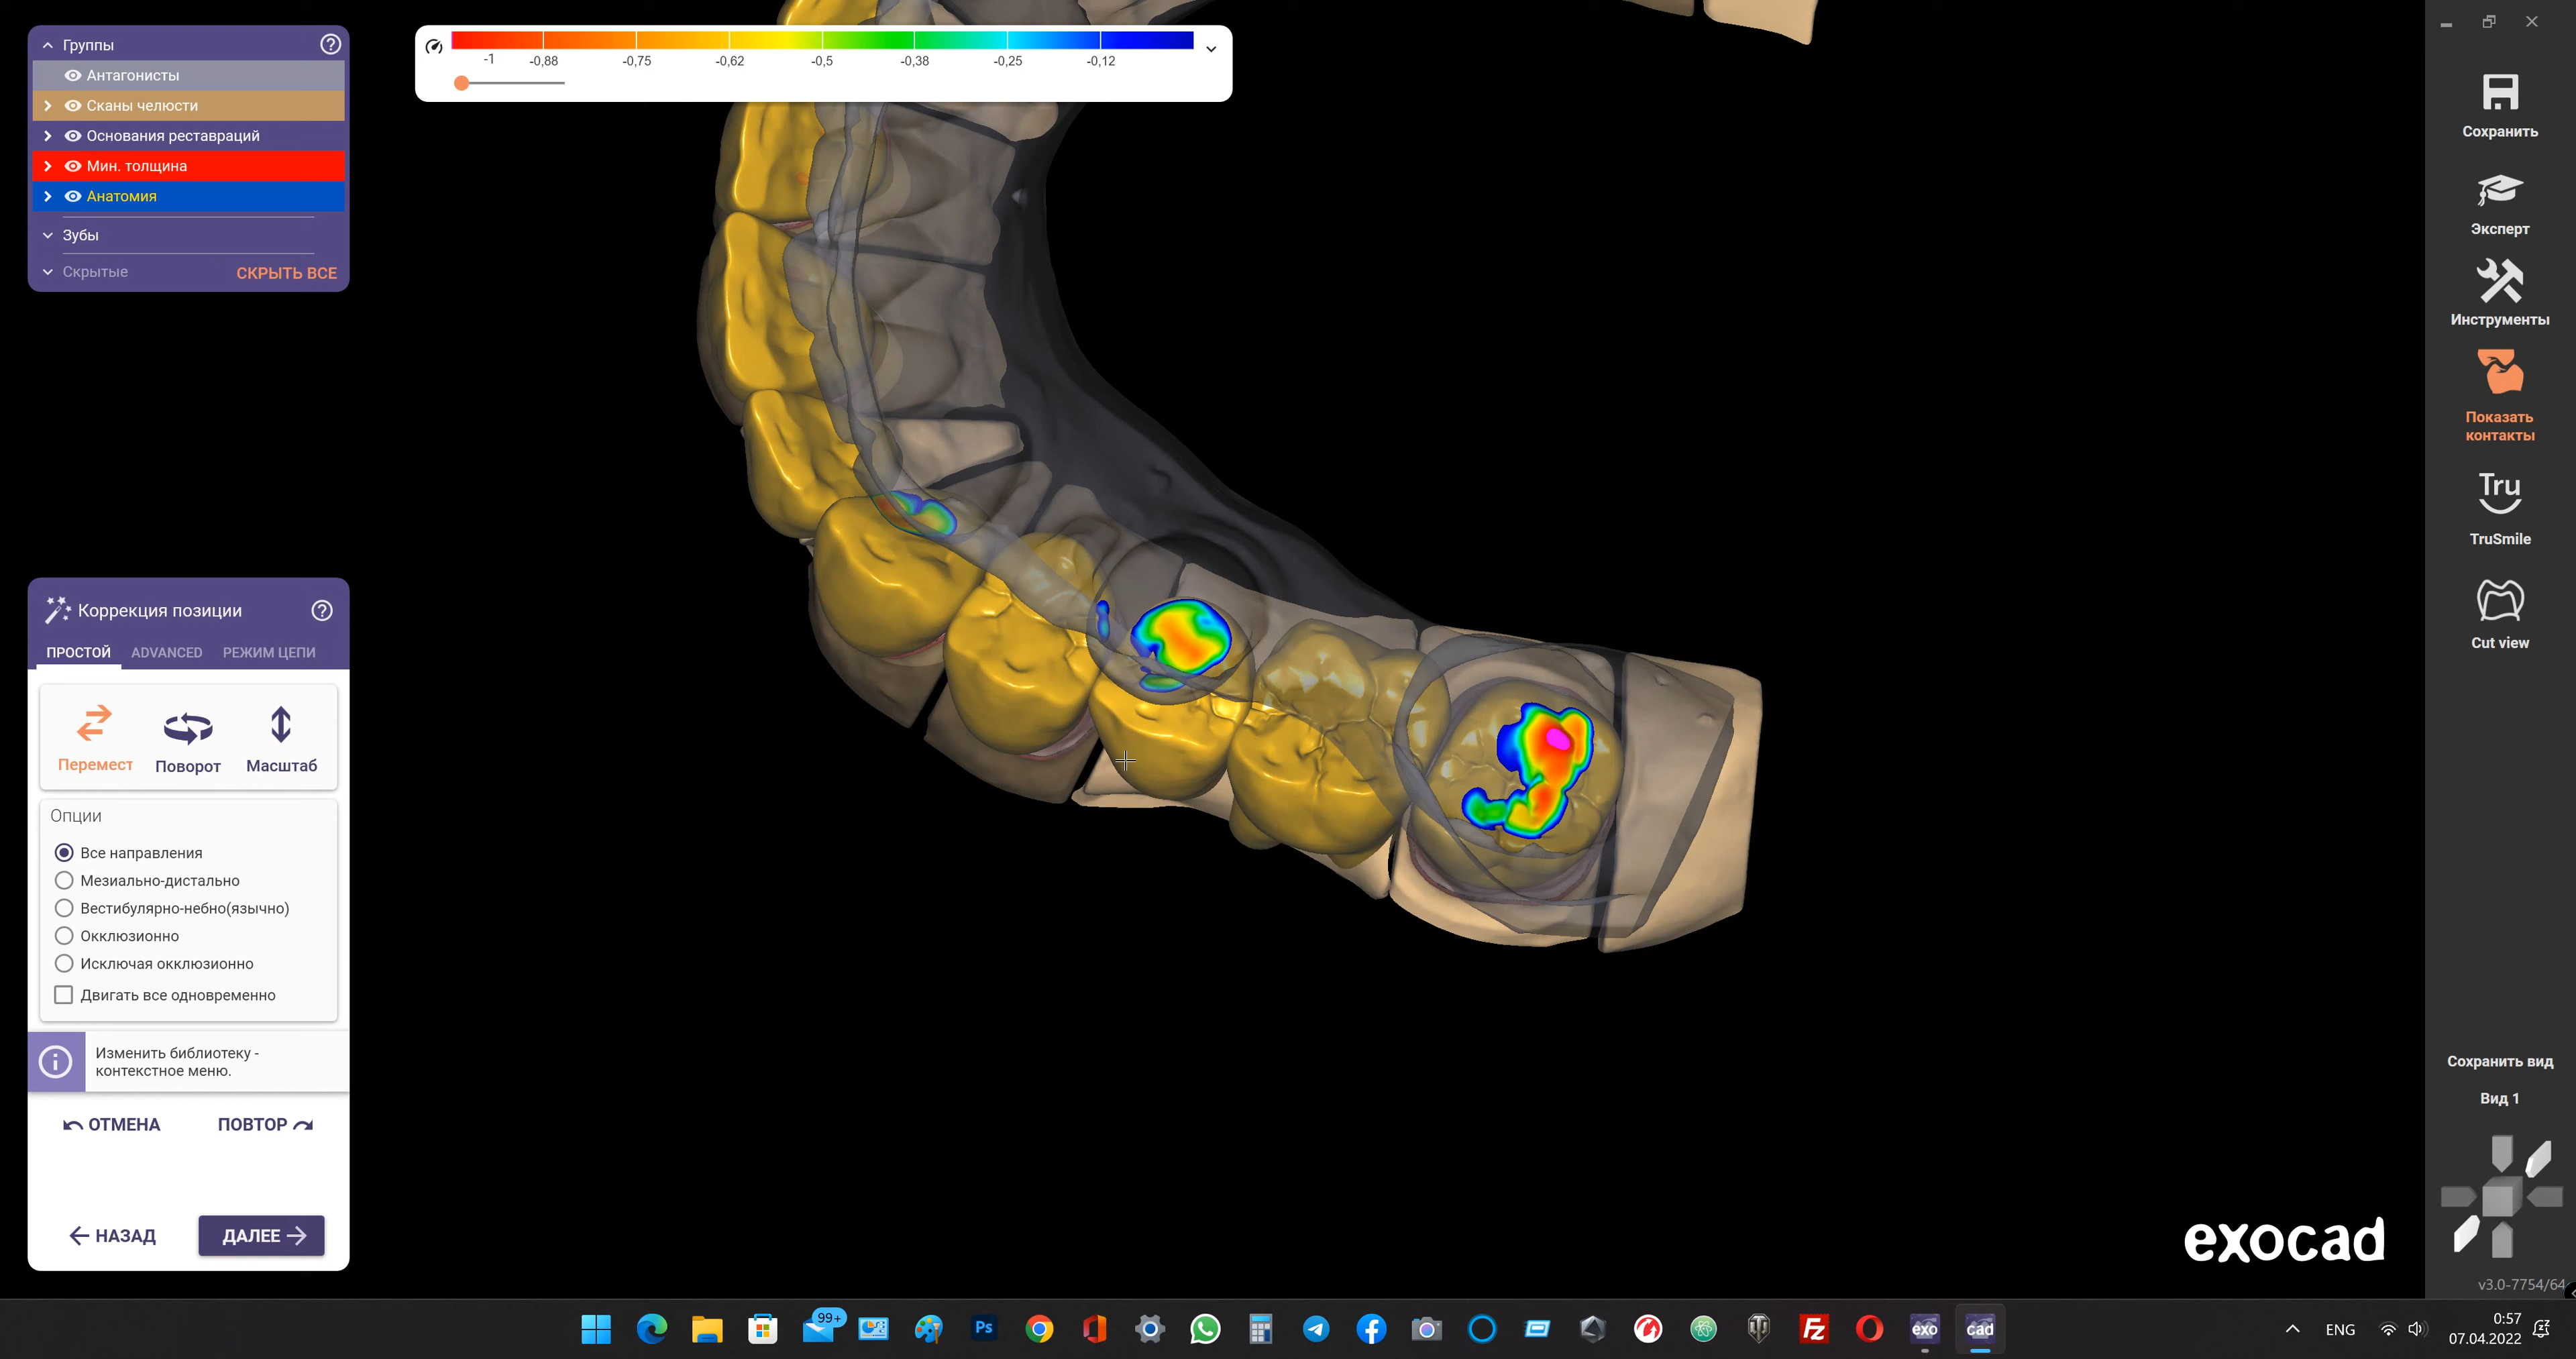 Группы
Антагонисты
Сканы челюсти
Основания реставраций
Мин. толщина
Анатомия
Зубы
Скрытые СКРЫТЬ ВСЕ
-1 -0,88 -0,75 -0,62 -0,5 -0,38 -0,25 -0,12
Сохранить
Эксперт
Инструменты
Показать
контакты
Tru
TruSmile
Cut view
Коррекция позиции
ПРОСТОЙ ADVANCED РЕЖИМ ЦЕПИ
Перемест Поворот Масштаб
Опции
Все направления
Мезиально-дистально
Вестибулярно-небно(язычно)
Окклюзионно
Исключая окклюзионно
Двигать все одновременно
Изменить библиотеку -
контекстное меню.
ОТМЕНА ПОВТОР
НАЗАД ДАЛЕЕ
Сохранить вид
Вид 1
exocad
v3.0-7754/64
99+
Ps
Fz
exo
cad
ENG
0:57
07.04.2022